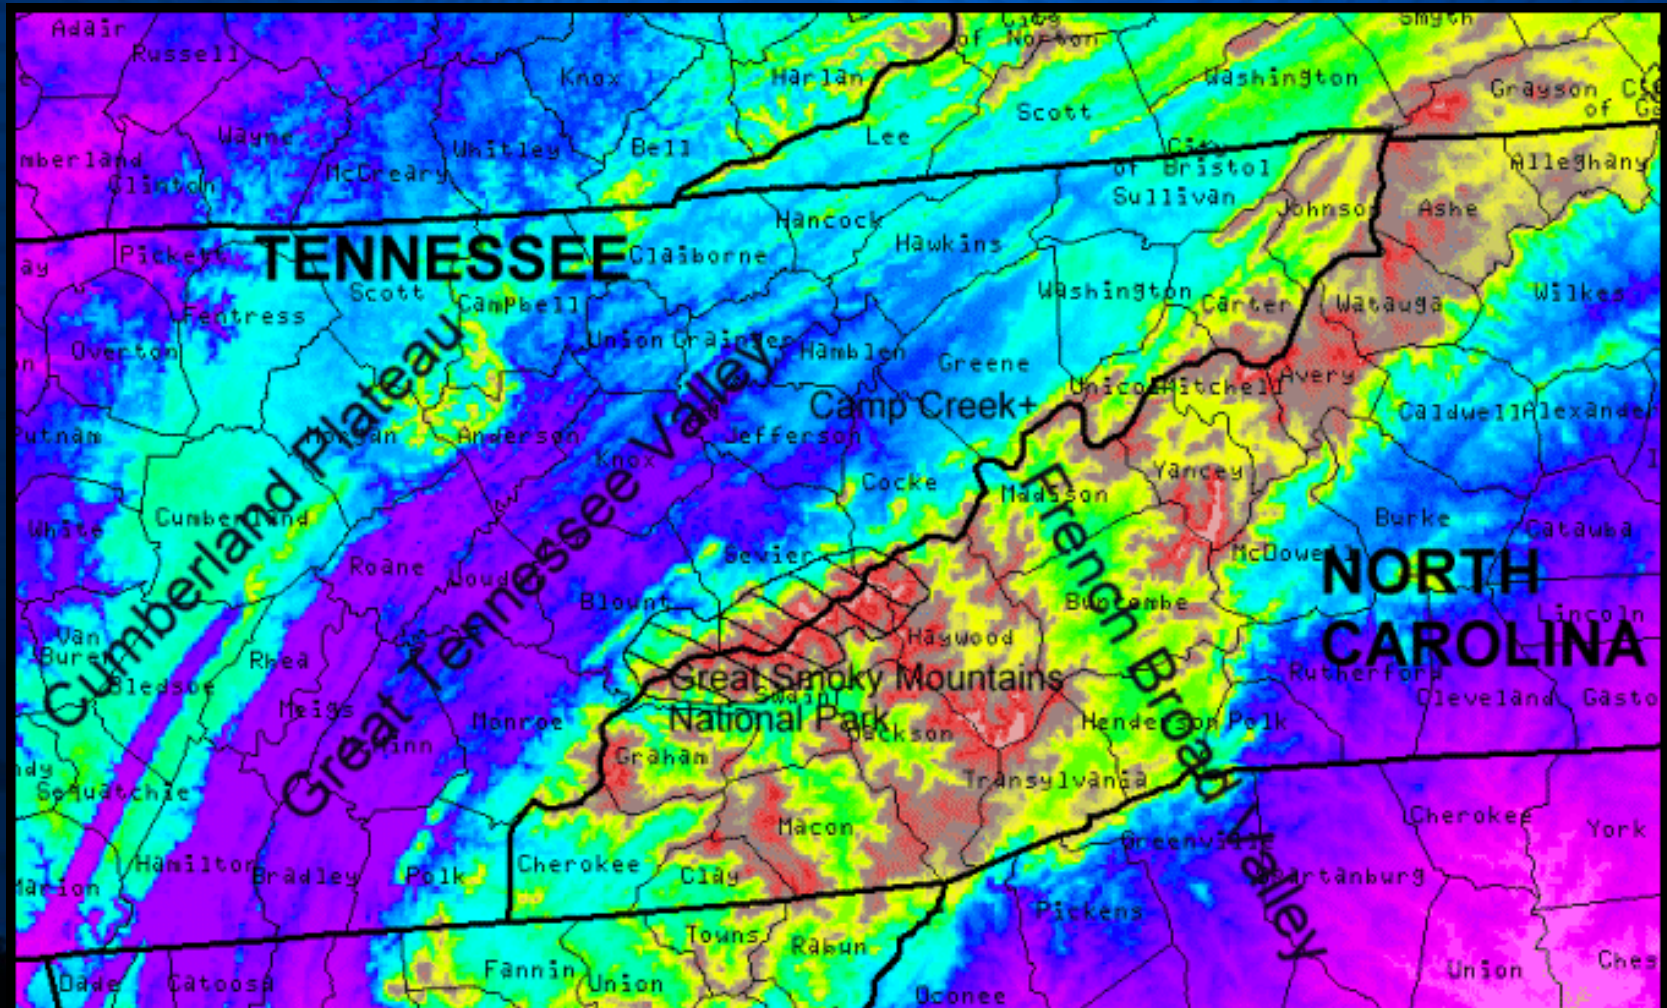 Adair
Russell
Knox
Harlan
City
of Norton
Smyth
Washington
Grayson
Scott
Lee
Wayne
Whitley
Bell
McCreary
mberland
Clinton
City
of Bristol
Sullivan
Alleghany
Johnson
Ashe
Hancock
Hawkins
ay
Pickett
TENNESSEE
Claiborne
Scott
Campbell
Fentress
Washington
Carter
Watauga
Wilkes
Overton
Union
Grainger
Hamblen
Greene
Unicoi
Mitchell
Avery
Camp Creek+
Caldwell
Alexander
Putnam
Morgan
Anderson
Jefferson
Knox
Cocke
Madison
Yancey
Cumberland Plateau
Great Tennessee Valley
French Broad Valley
White
Cumberland
Burke
Catawba
Roane
Loudon
Sevier
McDowell
NORTH
CAROLINA
Blount
Buncombe
Lincoln
Van
Buren
Rhea
Haywood
Bledsoe
Great Smoky Mountains
National Park
Swain
Rutherford
Cleveland
Gasto
Meigs
Monroe
Jackson
Henderson
Polk
Graham
Transylvania
Sequatchie
Macon
Cherokee
York
Greenville
Marion
Hamilton
Bradley
Polk
Cherokee
Clay
Spartanburg
Pickens
Towns
Rabun
Dade
Catoosa
Fannin
Union
Oconee
Union
Ches